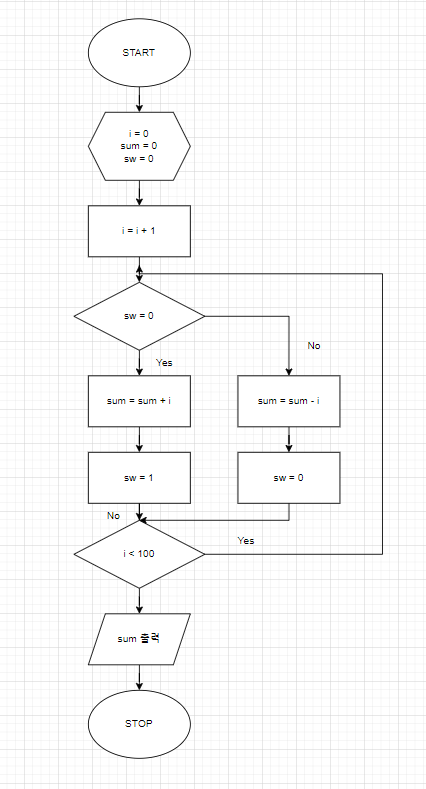 START
i = 0
sum = 0
sw = 0
i = i + 1
sw = 0
No
Yes
sum = sum + i
sum = sum - i
sw = 1
sw = 0
No
Yes
i < 100
sum 출력
STOP